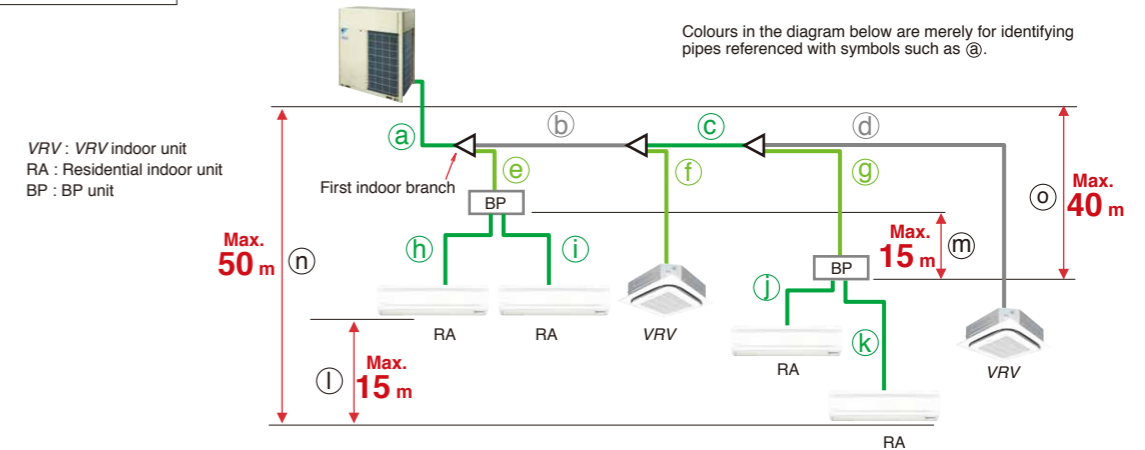 Colours in the diagram below are merely for identifying
pipes referenced with symbols such as ⓐ.
VRV : VRV indoor unit
RA : Residential indoor unit
BP : BP unit
ⓐ
ⓑ
ⓒ
ⓓ
First indoor branch
ⓔ
ⓕ
ⓖ
BP
ⓗ
ⓘ
Max.
50 m
ⓝ
ⓞ
Max.
40 m
Max.
15 m
ⓜ
BP
ⓙ
ⓚ
RA
RA
VRV
RA
VRV
ⓛ
Max.
15 m
RA